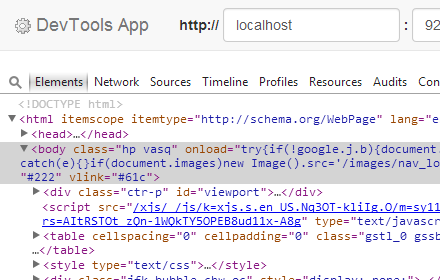 DevTools App http:// localhost : 92
Elements Network Sources Timeline Profiles Resources Audits Con
<!DOCTYPE html>
▼<html itemscope itemtype="http://schema.org/WebPage" lang="e
▶<head>…</head>
▼<body class="hp vasq" onload="try{if(!google.j.b){document
catch(e){}if(document.images)new Image().src='/images/nav_lo
"#222" vlink="#61c">
▶<div class="ctr-p" id="viewport">…</div>
<script src="/xjs/_/js/k=xjs.s.en_US.Nq3OT-kliIg.O/m=sy11
rs=AItRSTOt_zQn-1WQkTY5OPEB8ud11x-A8g" type="text/javascr
▶<table cellspacing="0" cellpadding="0" class="gstl_0 gssb
…</table>
▶<style type="text/css">…</style>